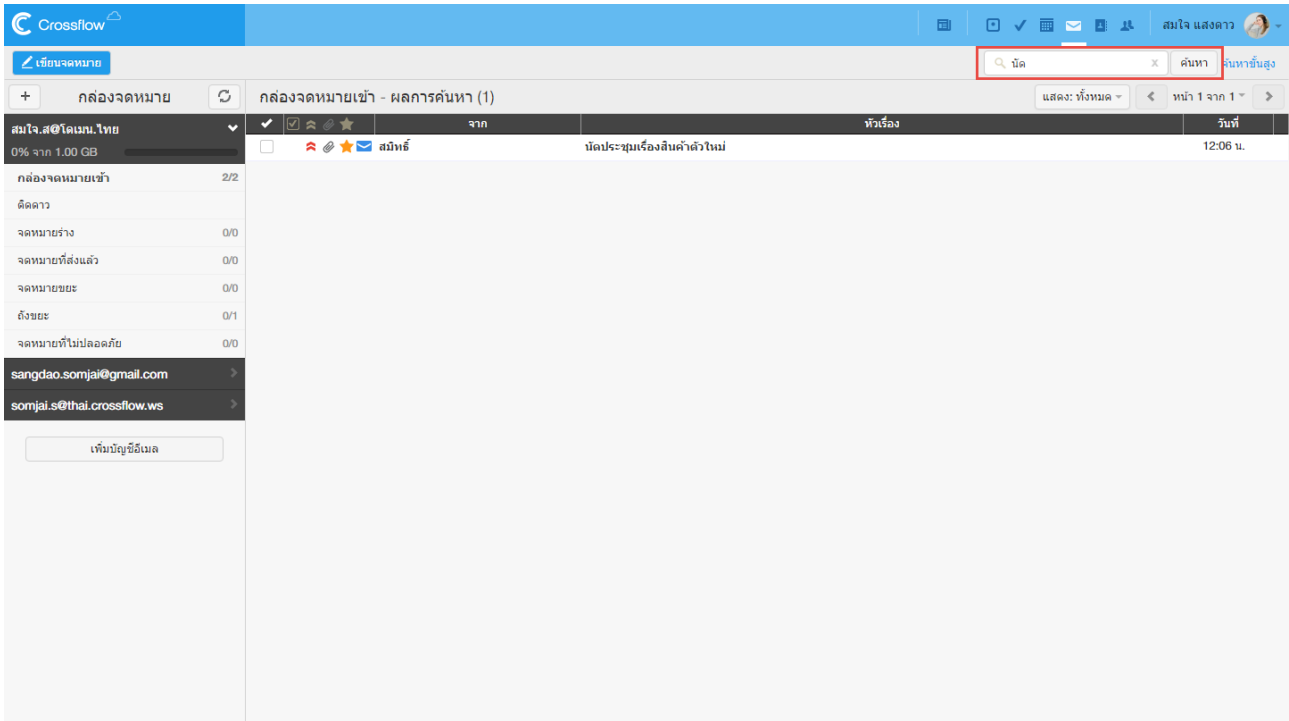 Crossflow
สมใจ แสงดาว
เขียนจดหมาย
นัด x ค้นหา ค้นหาขั้นสูง
+ กล่องจดหมาย
กล่องจดหมายเข้า - ผลการค้นหา (1)
แสดง: ทั้งหมด
หน้า 1 จาก 1
สมใจ.ส@โดเมน.ไทย
0% จาก 1.00 GB
จาก หัวเรื่อง วันที่
สมิทธิ์ นัดประชุมเรื่องสินค้าตัวใหม่ 12:06 น.
กล่องจดหมายเข้า 2/2
ติดดาว
จดหมายร่าง 0/0
จดหมายที่ส่งแล้ว 0/0
จดหมายขยะ 0/0
ถังขยะ 0/1
จดหมายที่ไม่ปลอดภัย 0/0
sangdao.somjai@gmail.com
somjai.s@thai.crossflow.ws
เพิ่มบัญชีอีเมล